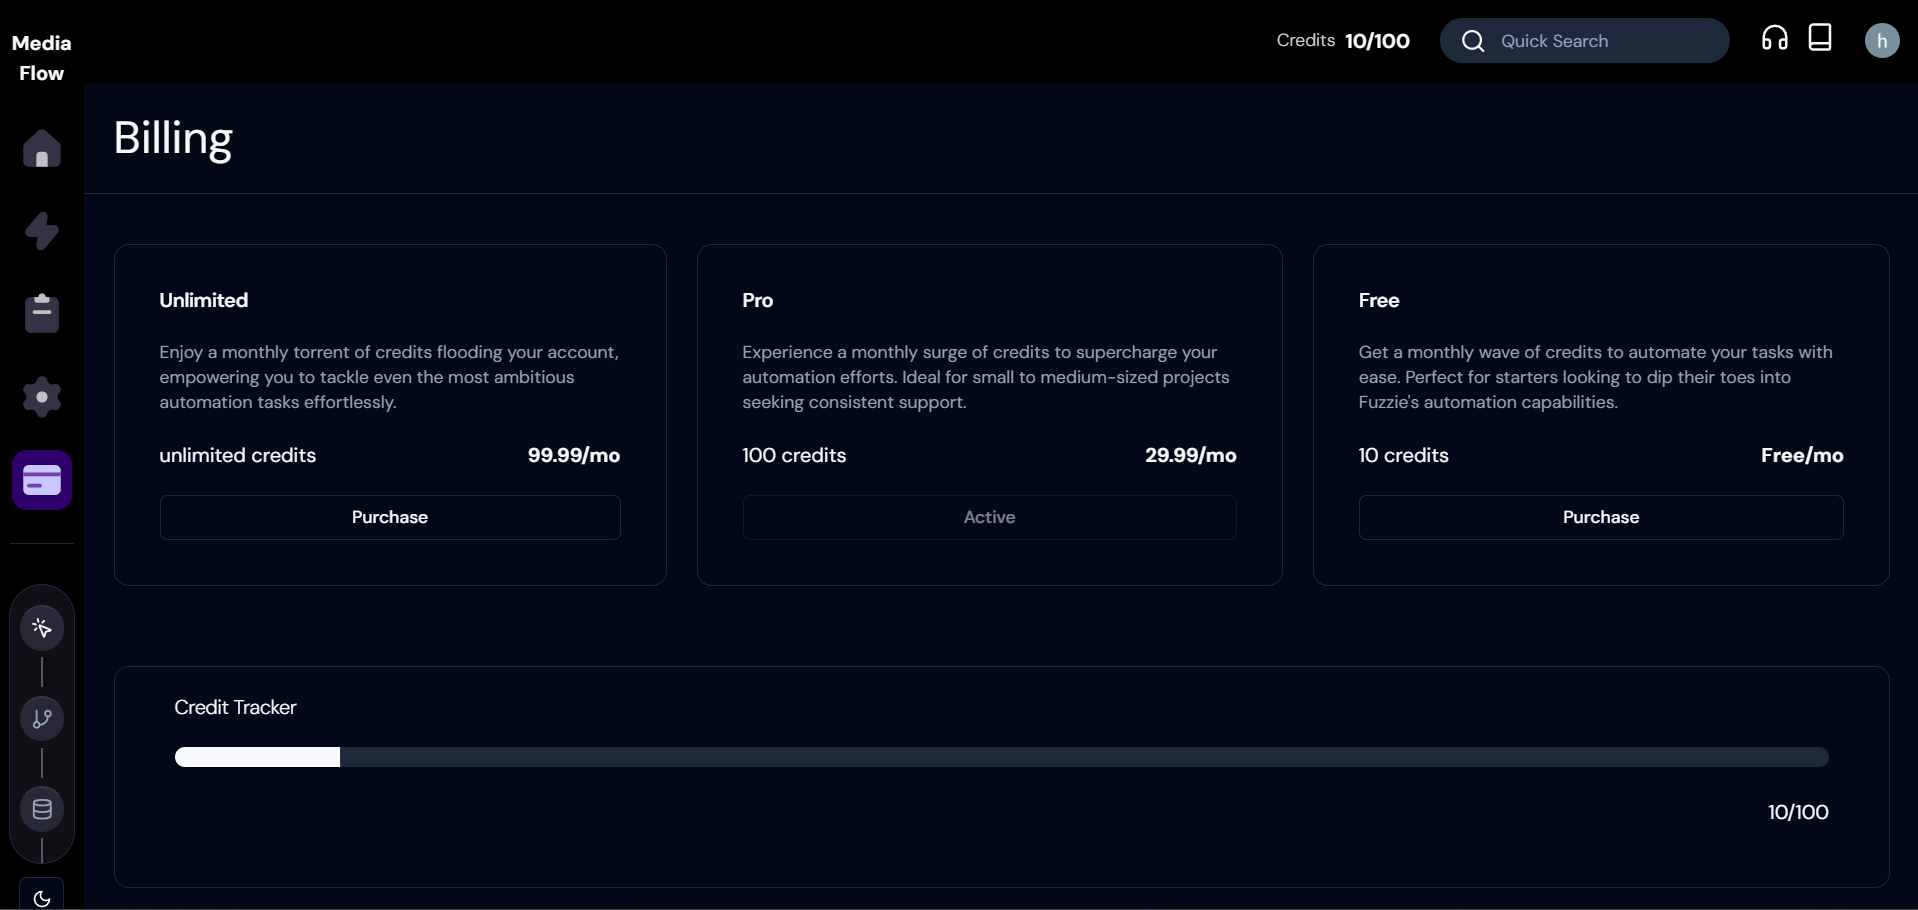 Media
Flow
Credits 10/100
Quick Search
h
Billing
Unlimited
Enjoy a monthly torrent of credits flooding your account,
empowering you to tackle even the most ambitious
automation tasks effortlessly.
unlimited credits 99.99/mo
Purchase
Pro
Experience a monthly surge of credits to supercharge your
automation efforts. Ideal for small to medium-sized projects
seeking consistent support.
100 credits 29.99/mo
Active
Free
Get a monthly wave of credits to automate your tasks with
ease. Perfect for starters looking to dip their toes into
Fuzzie's automation capabilities.
10 credits Free/mo
Purchase
Credit Tracker
10/100